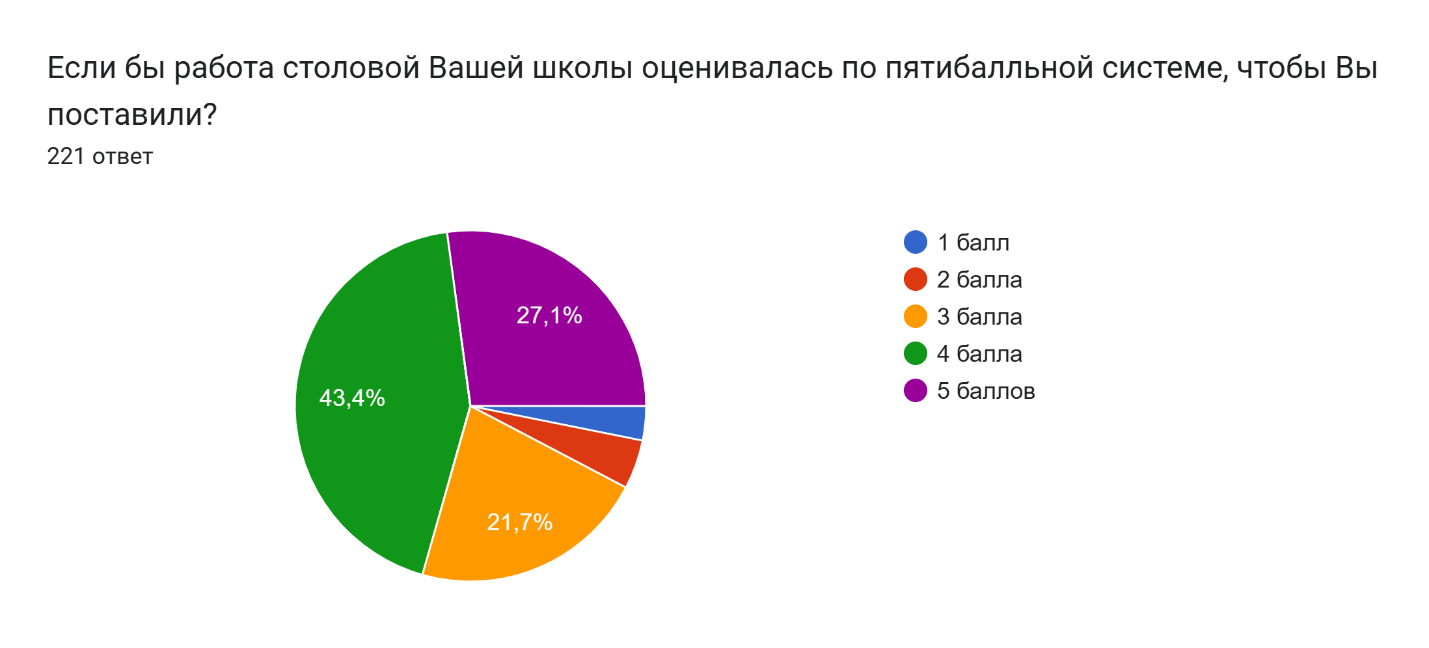 Если бы работа столовой Вашей школы оценивалась по пятибалльной системе, чтобы Вы
поставили?
221 ответ
1 балл
2 балла
3 балла
4 балла
5 баллов
27,1%
43,4%
21,7%